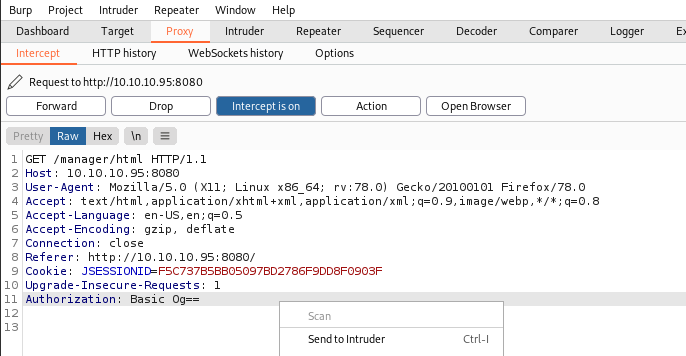 Burp Project Intruder Repeater Window Help
Dashboard Target Proxy Intruder Repeater Sequencer Decoder Comparer Logger
Intercept HTTP history WebSockets history Options
Request to http://10.10.10.95:8080
Forward Drop Intercept is on Action Open Browser
Pretty Raw Hex \n
1 GET /manager/html HTTP/1.1
2 Host: 10.10.10.95:8080
3 User-Agent: Mozilla/5.0 (X11; Linux x86_64; rv:78.0) Gecko/20100101 Firefox/78.0
4 Accept: text/html,application/xhtml+xml,application/xml;q=0.9,image/webp,*/*;q=0.8
5 Accept-Language: en-US,en;q=0.5
6 Accept-Encoding: gzip, deflate
7 Connection: close
8 Referer: http://10.10.10.95:8080/
9 Cookie: JSESSIONID=F5C737B5BB05097BD2786F9DD8F0903F
10 Upgrade-Insecure-Requests: 1
11 Authorization: Basic Og==
12
13
Scan
Send to Intruder Ctrl-I